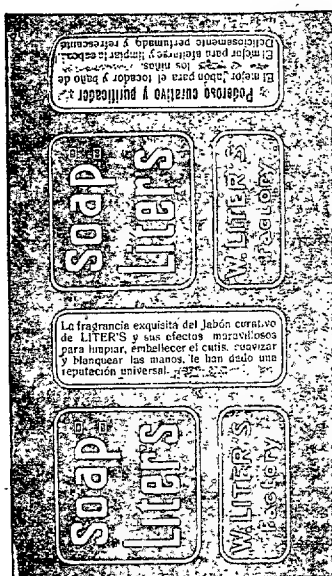 Poderoso curativo y purificador
El mejor Jabón para el tocador y baño de
los niños.
El mejor para afeitarse y limpiar la cabeza.
Deliciosamente perfumado y refrescante
Soap
Liter's
W. LITER'S
Factory
La fragrancia exquisita del Jabón curativo
de LITER'S y sus efectos maravillosos
para limpiar, embellecer el cutis, suavizar
y blanquear las manos, le han dado una
reputación universal.
Soap
Liter's
W. LITER'S
Factory